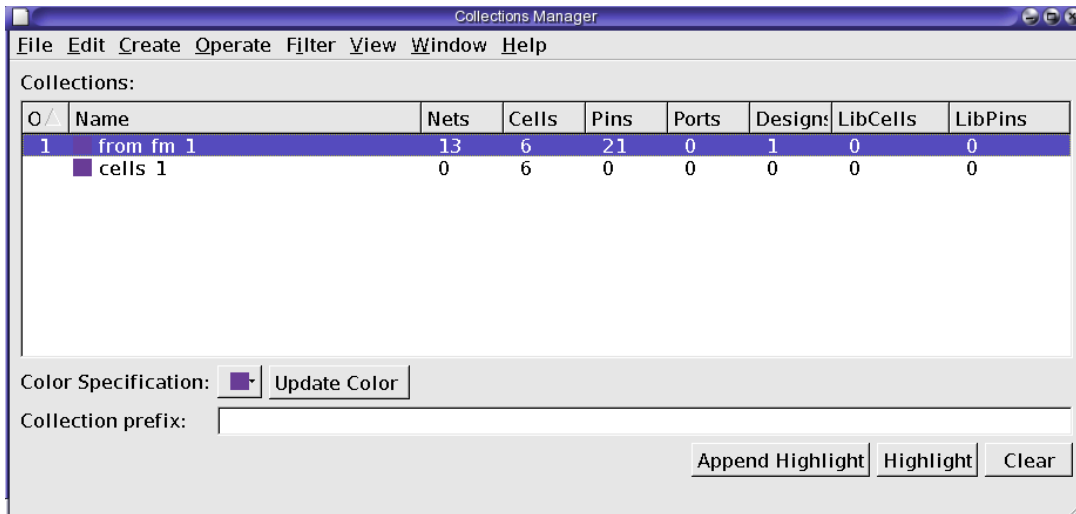 Collections Manager
File Edit Create Operate Filter View Window Help
Collections:
O Name Nets Cells Pins Ports Design LibCells LibPins
1 from fm 1 13 6 21 0 1 0 0
cells 1 0 6 0 0 0 0 0
Color Specification: Update Color
Collection prefix:
Append Highlight Highlight Clear